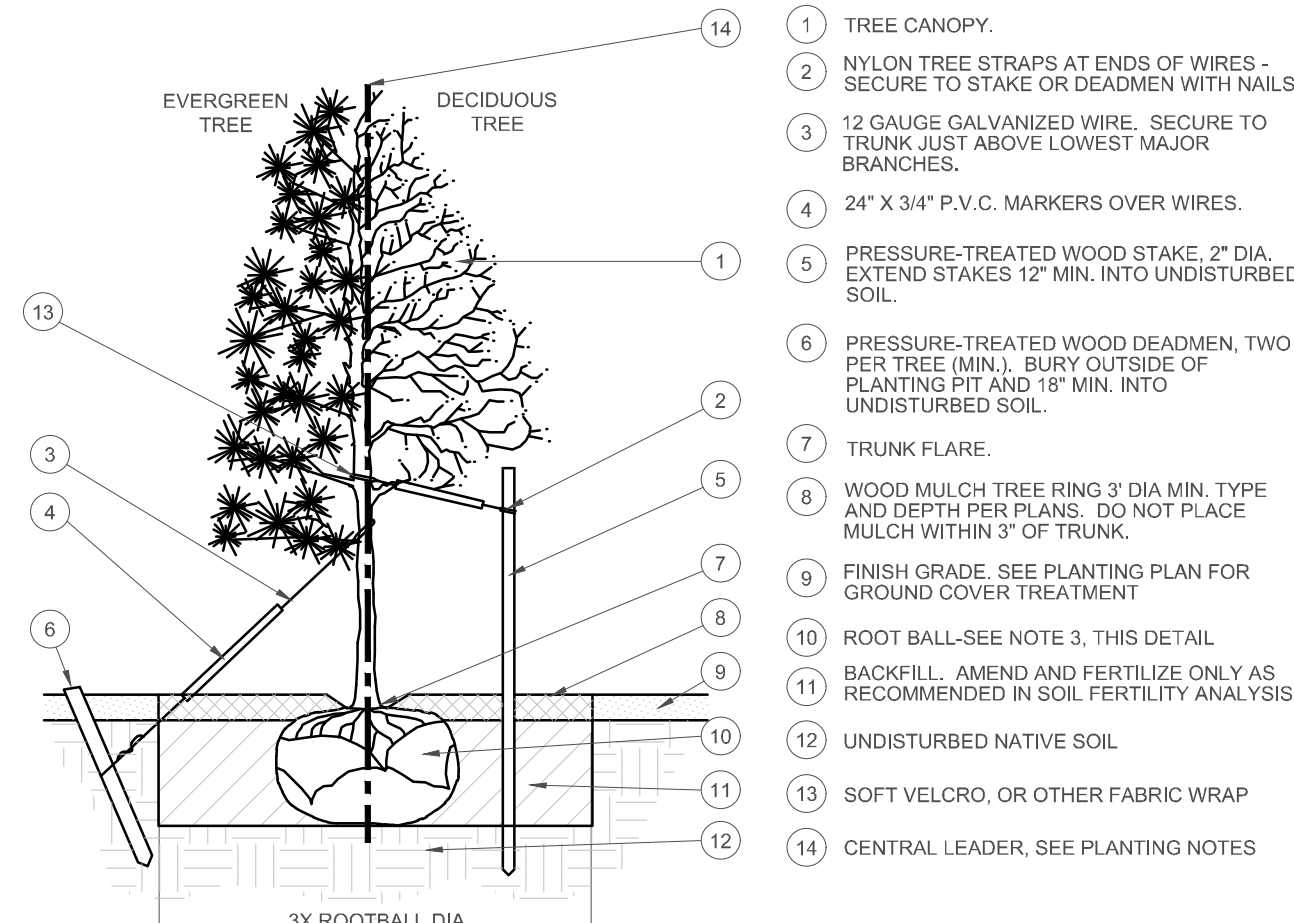 14
EVERGREEN
TREE
DECIDUOUS
TREE
1
13
2
3
5
4
7
6
8
9
10
11
12
3X ROOTBALL DIA
1 TREE CANOPY.
2 NYLON TREE STRAPS AT ENDS OF WIRES -
SECURE TO STAKE OR DEADMEN WITH NAILS
3 12 GAUGE GALVANIZED WIRE. SECURE TO
TRUNK JUST ABOVE LOWEST MAJOR
BRANCHES.
4 24" X 3/4" P.V.C. MARKERS OVER WIRES.
5 PRESSURE-TREATED WOOD STAKE, 2" DIA.
EXTEND STAKES 12" MIN. INTO UNDISTURBED
SOIL.
6 PRESSURE-TREATED WOOD DEADMEN, TWO
PER TREE (MIN.). BURY OUTSIDE OF
PLANTING PIT AND 18" MIN. INTO
UNDISTURBED SOIL.
7 TRUNK FLARE.
8 WOOD MULCH TREE RING 3' DIA MIN. TYPE
AND DEPTH PER PLANS. DO NOT PLACE
MULCH WITHIN 3" OF TRUNK.
9 FINISH GRADE. SEE PLANTING PLAN FOR
GROUND COVER TREATMENT
10 ROOT BALL-SEE NOTE 3, THIS DETAIL
11 BACKFILL. AMEND AND FERTILIZE ONLY AS
RECOMMENDED IN SOIL FERTILITY ANALYSIS
12 UNDISTURBED NATIVE SOIL
13 SOFT VELCRO, OR OTHER FABRIC WRAP
14 CENTRAL LEADER, SEE PLANTING NOTES